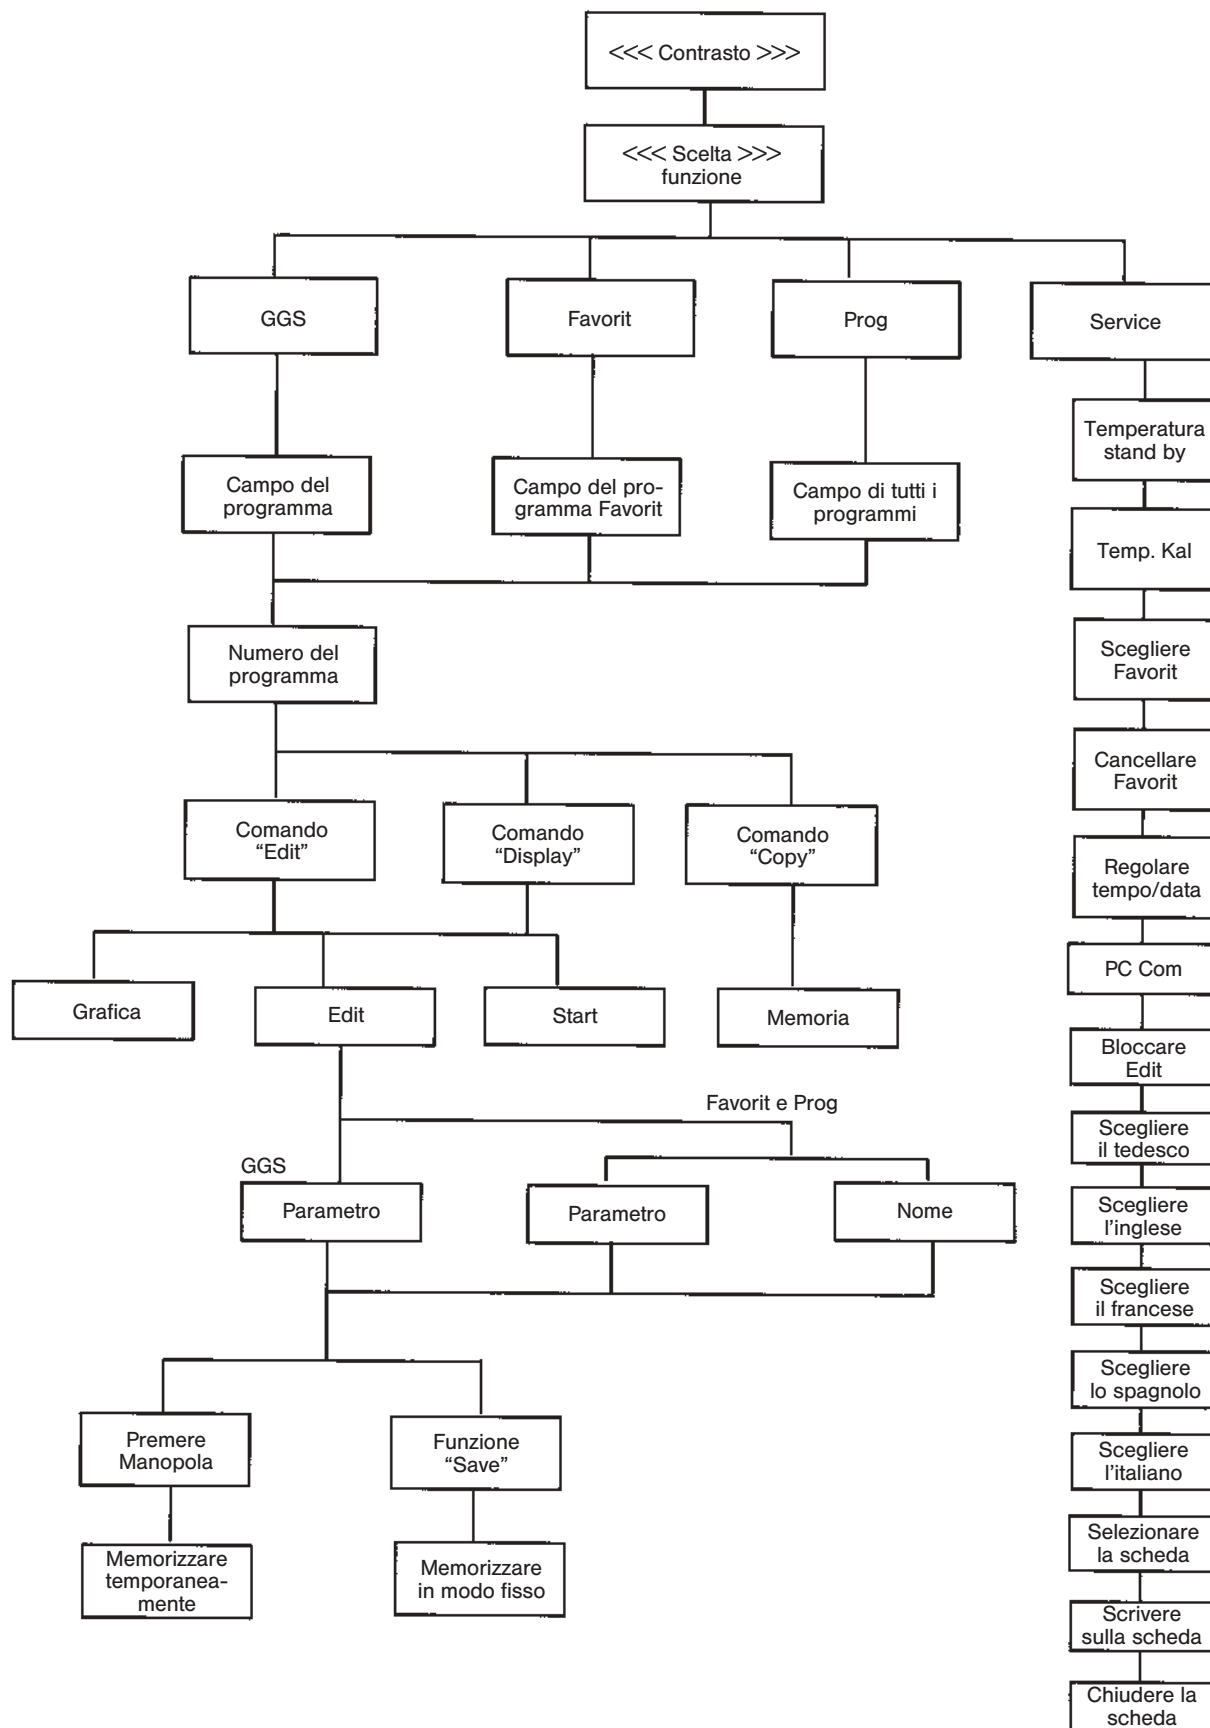 <<< Contrasto >>>
<<< Scelta >>>
funzione
GGS
Favorit
Prog
Service
Campo del
programma
Campo del pro-
gramma Favorit
Campo di tutti i
programmi
Numero del
programma
Comando
“Edit”
Comando
“Display”
Comando
“Copy”
Grafica
Edit
Start
Memoria
Favorit e Prog
GGS
Parametro
Parametro
Nome
Premere
Manopola
Funzione
“Save”
Memorizzare
temporanea-
mente
Memorizzare
in modo fisso
Temperatura
stand by
Temp. Kal
Scegliere
Favorit
Cancellare
Favorit
Regolare
tempo/data
PC Com
Bloccare
Edit
Scegliere
il tedesco
Scegliere
l’inglese
Scegliere
il francese
Scegliere
lo spagnolo
Scegliere
l’italiano
Selezionare
la scheda
Scrivere
sulla scheda
Chiudere la
scheda